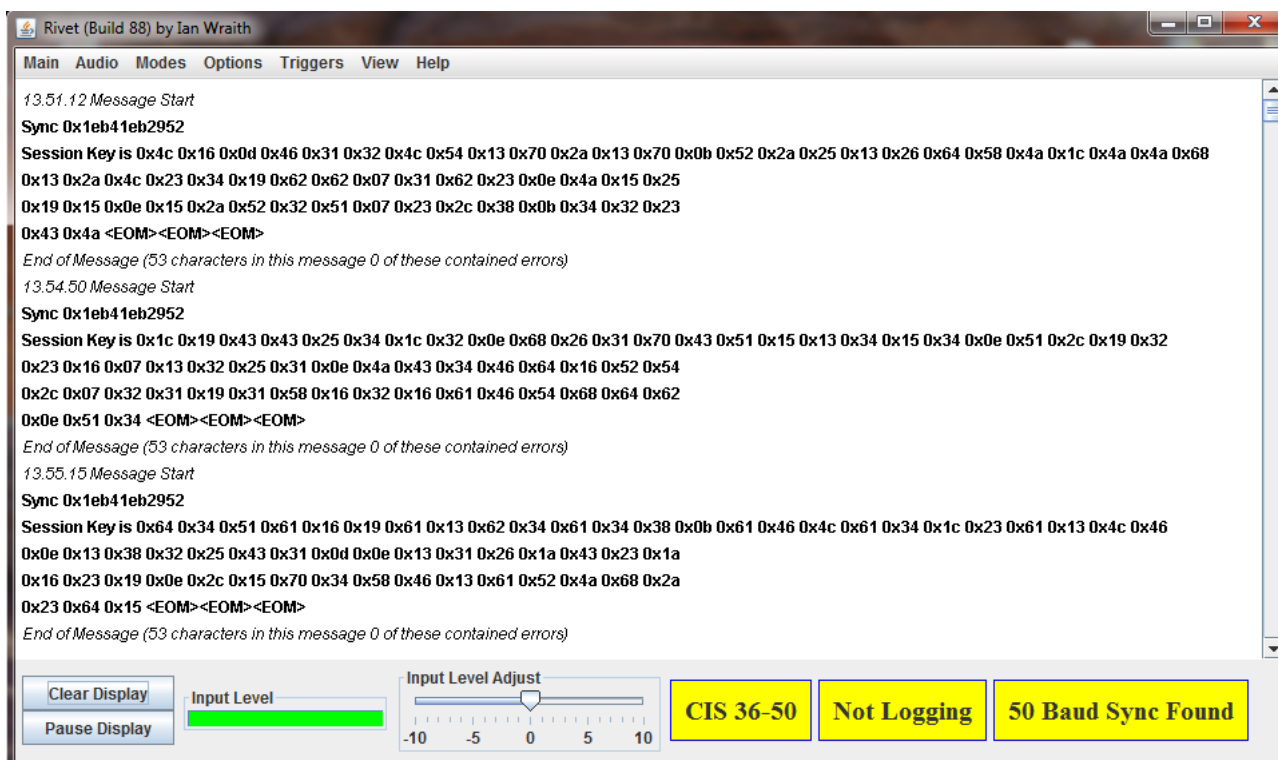 Rivet (Build 88) by Ian Wraith
Main Audio Modes Options Triggers View Help
13.51.12 Message Start
Sync 0x1eb41eb2952
Session Key is 0x4c 0x16 0x0d 0x46 0x31 0x32 0x4c 0x54 0x13 0x70 0x2a 0x13 0x70 0x0b 0x52 0x2a 0x25 0x13 0x26 0x64 0x58 0x4a 0x1c 0x4a 0x4a 0x68
0x13 0x2a 0x4c 0x23 0x34 0x19 0x62 0x62 0x07 0x31 0x62 0x23 0x0e 0x4a 0x15 0x25
0x19 0x15 0x0e 0x15 0x2a 0x52 0x32 0x51 0x07 0x23 0x2c 0x38 0x0b 0x34 0x32 0x23
0x43 0x4a <EOM><EOM><EOM>
End of Message (53 characters in this message 0 of these contained errors)
13.54.50 Message Start
Sync 0x1eb41eb2952
Session Key is 0x1c 0x19 0x43 0x43 0x25 0x34 0x1c 0x32 0x0e 0x68 0x26 0x31 0x70 0x43 0x51 0x15 0x13 0x34 0x15 0x34 0x0e 0x51 0x2c 0x19 0x32
0x23 0x16 0x07 0x13 0x32 0x25 0x31 0x0e 0x4a 0x43 0x34 0x46 0x64 0x16 0x52 0x54
0x2c 0x07 0x32 0x31 0x19 0x31 0x58 0x16 0x32 0x16 0x61 0x46 0x54 0x68 0x64 0x62
0x0e 0x51 0x34 <EOM><EOM><EOM>
End of Message (53 characters in this message 0 of these contained errors)
13.55.15 Message Start
Sync 0x1eb41eb2952
Session Key is 0x64 0x34 0x51 0x61 0x16 0x19 0x61 0x13 0x62 0x34 0x61 0x34 0x38 0x0b 0x61 0x46 0x4c 0x61 0x34 0x1c 0x23 0x61 0x13 0x4c 0x46
0x0e 0x13 0x38 0x32 0x25 0x43 0x31 0x0d 0x0e 0x13 0x31 0x26 0x1a 0x43 0x23 0x1a
0x16 0x23 0x19 0x0e 0x2c 0x15 0x70 0x34 0x58 0x46 0x13 0x61 0x52 0x4a 0x68 0x2a
0x23 0x64 0x15 <EOM><EOM><EOM>
End of Message (53 characters in this message 0 of these contained errors)
Clear Display
Pause Display
Input Level
Input Level Adjust
-10 -5 0 5 10
CIS 36-50
Not Logging
50 Baud Sync Found